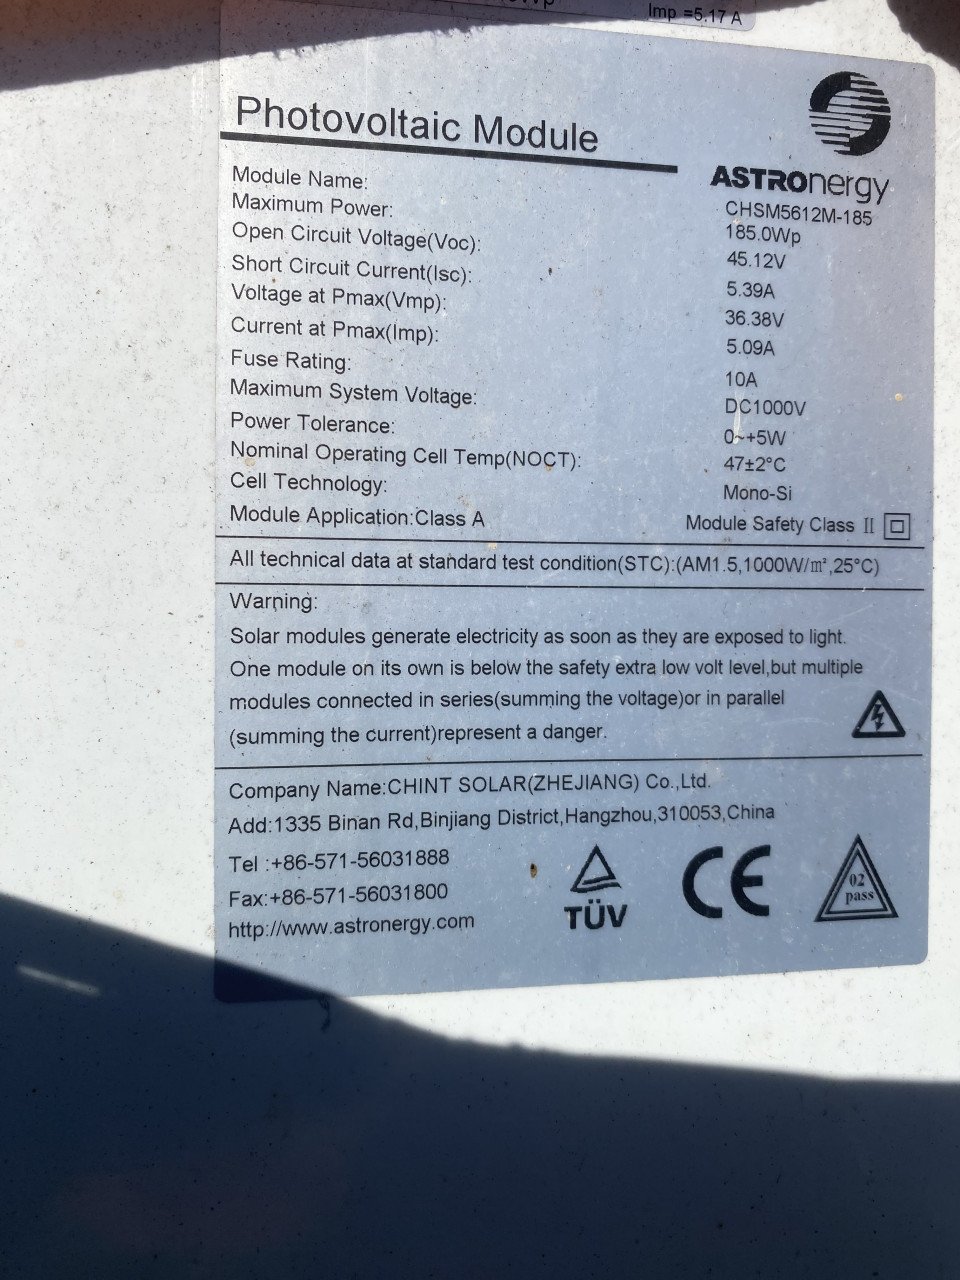 Imp =5.17 A
Photovoltaic Module
ASTROnergy
Module Name: CHSM5612M-185
Maximum Power: 185.0Wp
Open Circuit Voltage(Voc): 45.12V
Short Circuit Current(Isc): 5.39A
Voltage at Pmax(Vmp): 36.38V
Current at Pmax(Imp): 5.09A
Fuse Rating: 10A
Maximum System Voltage: DC1000V
Power Tolerance: 0~+5W
Nominal Operating Cell Temp(NOCT): 47±2°C
Cell Technology: Mono-Si
Module Application:Class A Module Safety Class II
All technical data at standard test condition(STC):(AM1.5,1000W/m²,25°C)
Warning:
Solar modules generate electricity as soon as they are exposed to light.
One module on its own is below the safety extra low volt level,but multiple
modules connected in series(summing the voltage)or in parallel
(summing the current)represent a danger.
Company Name:CHINT SOLAR(ZHEJIANG) Co.,Ltd.
Add:1335 Binan Rd,Binjiang District,Hangzhou,310053,China
Tel :+86-571-56031888
Fax:+86-571-56031800
http://www.astronergy.com
TÜV
CE
02
pass